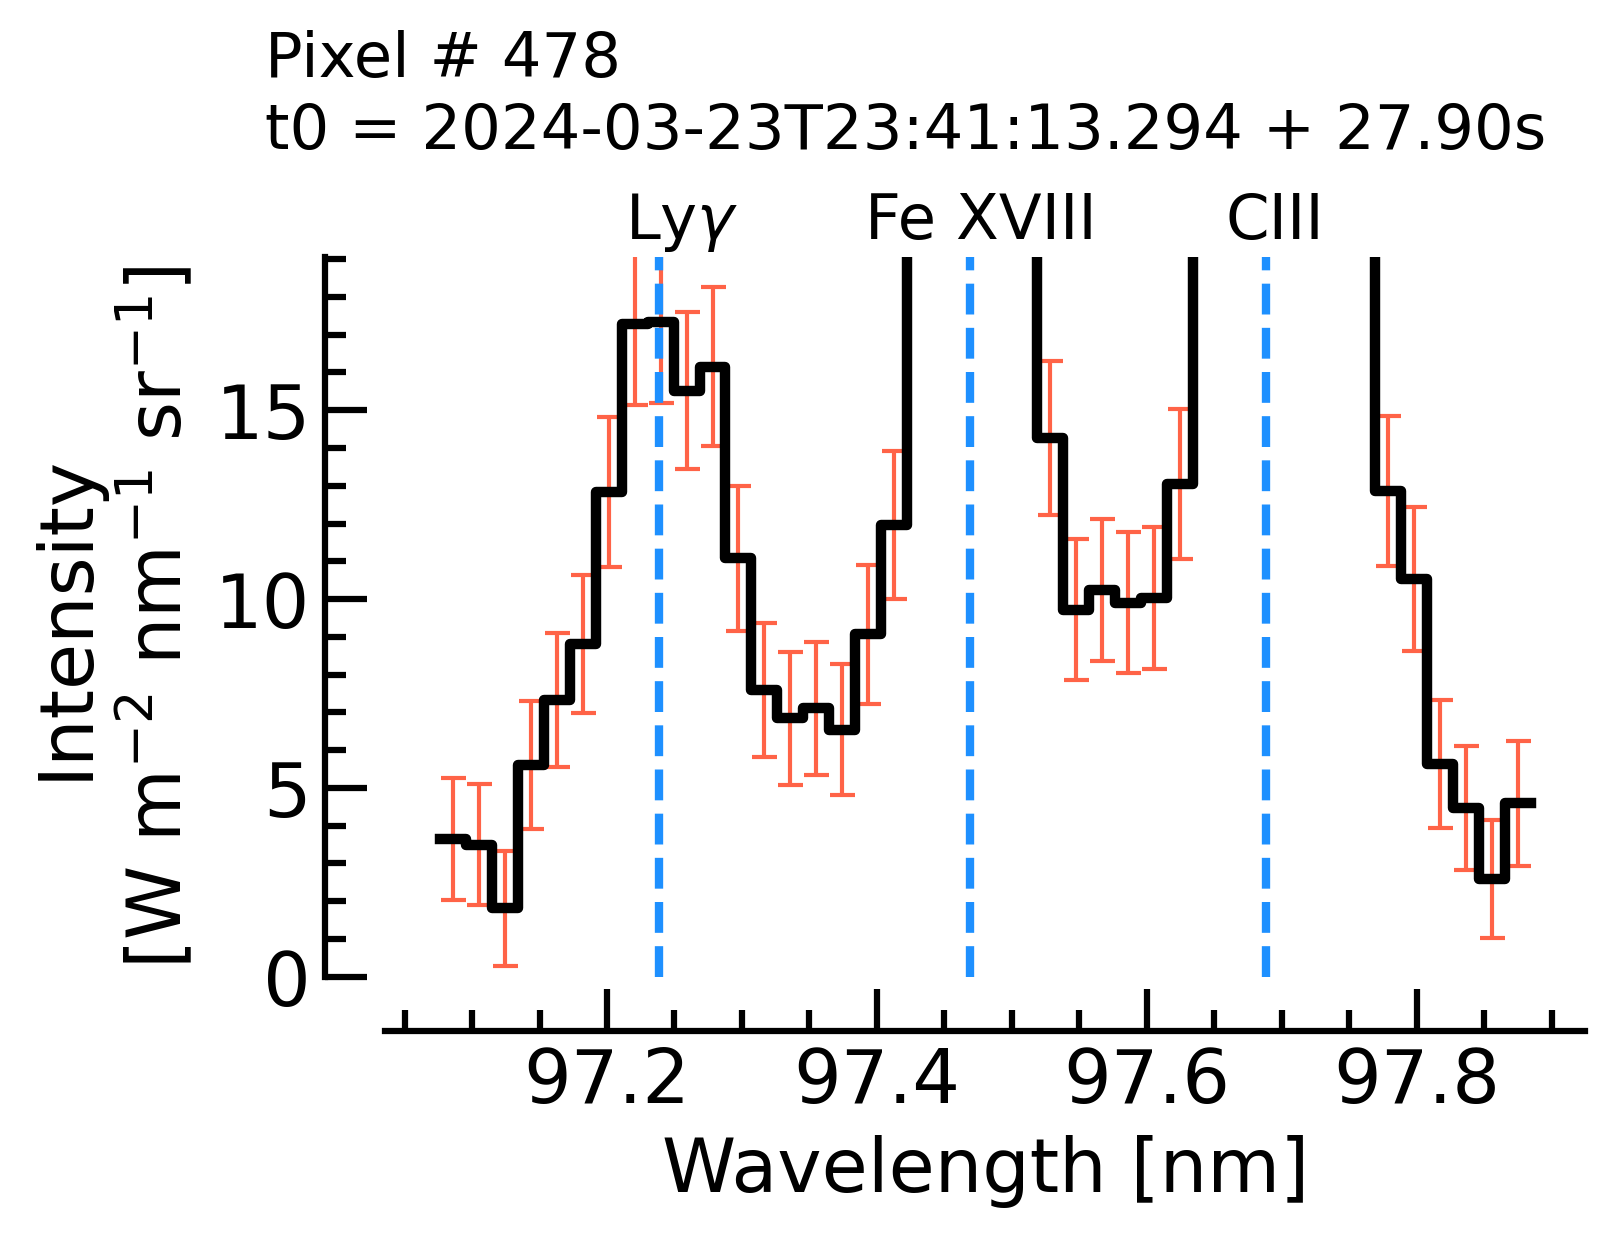 Pixel # 478
t0 = 2024-03-23T23:41:13.294 + 27.90s
Lyγ Fe XVIII CIII
Intensity
[W m⁻² nm⁻¹ sr⁻¹]
15
10
5
0
97.2 97.4 97.6 97.8
Wavelength [nm]